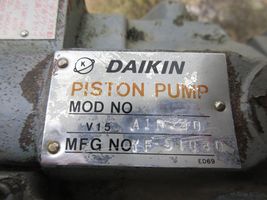 DAIKIN
PISTON PUMP
MOD NO
V15
MFG NO
ED69